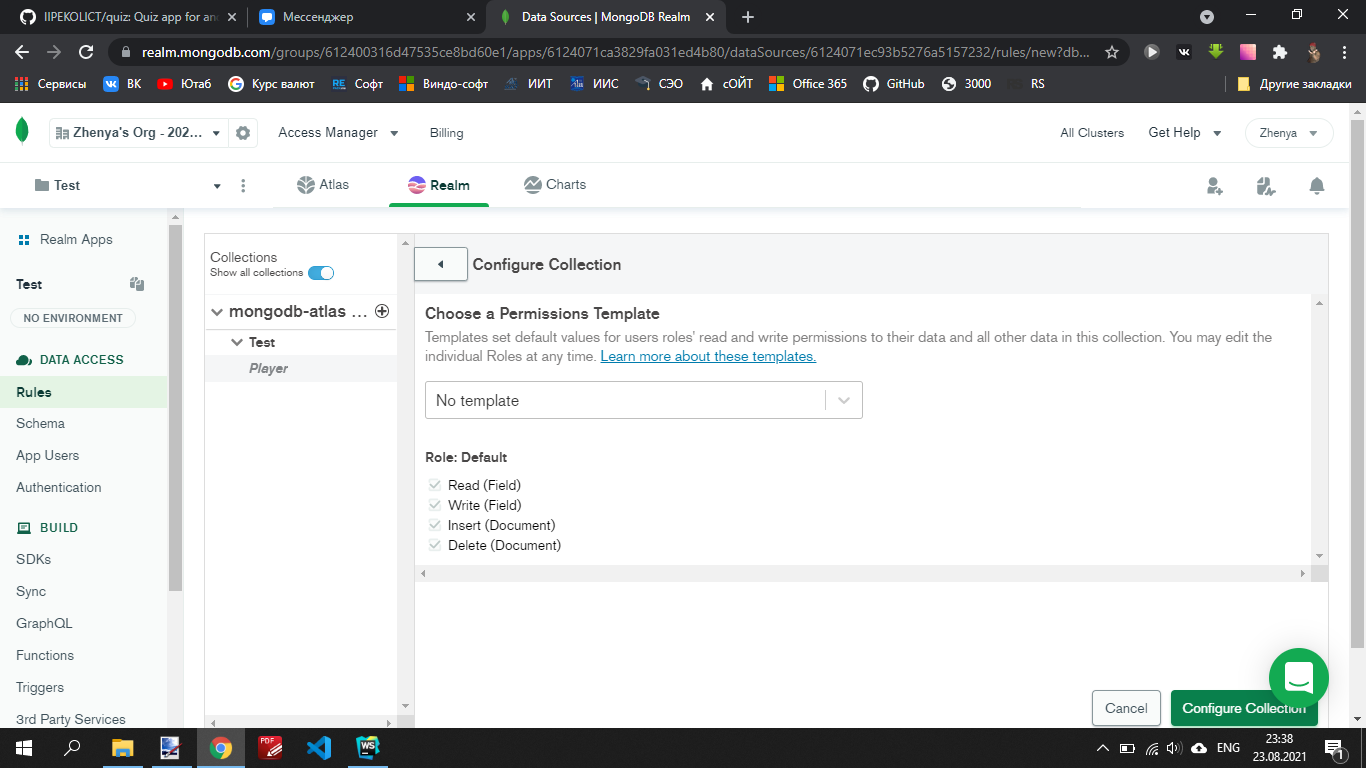 IIPEKOLICT/quiz: Quiz app for an
Мессенджер
Data Sources | MongoDB Realm
realm.mongodb.com/groups/612400316d47535ce8bd60e1/apps/6124071ca3829fa031ed4b80/dataSources/6124071ec93b5276a5157232/rules/new?db...
Сервисы ВК Ютаб Курс валют Софт Виндо-софт ИИТ ИИС СЭО сОЙТ Office 365 GitHub 3000 RS Другие закладки
Zhenya's Org - 202... Access Manager Billing All Clusters Get Help Zhenya
Test Atlas Realm Charts
Realm Apps
Test
NO ENVIRONMENT
DATA ACCESS
Rules
Schema
App Users
Authentication
BUILD
SDKs
Sync
GraphQL
Functions
Triggers
3rd Party Services
Collections
Show all collections
mongodb-atlas ...
Test
Player
Configure Collection
Choose a Permissions Template
Templates set default values for users roles' read and write permissions to their data and all other data in this collection. You may edit the
individual Roles at any time. Learn more about these templates.
No template
Role: Default
Read (Field)
Write (Field)
Insert (Document)
Delete (Document)
Cancel Configure Collection
PDF WS ENG
23:38
23.08.2021
1